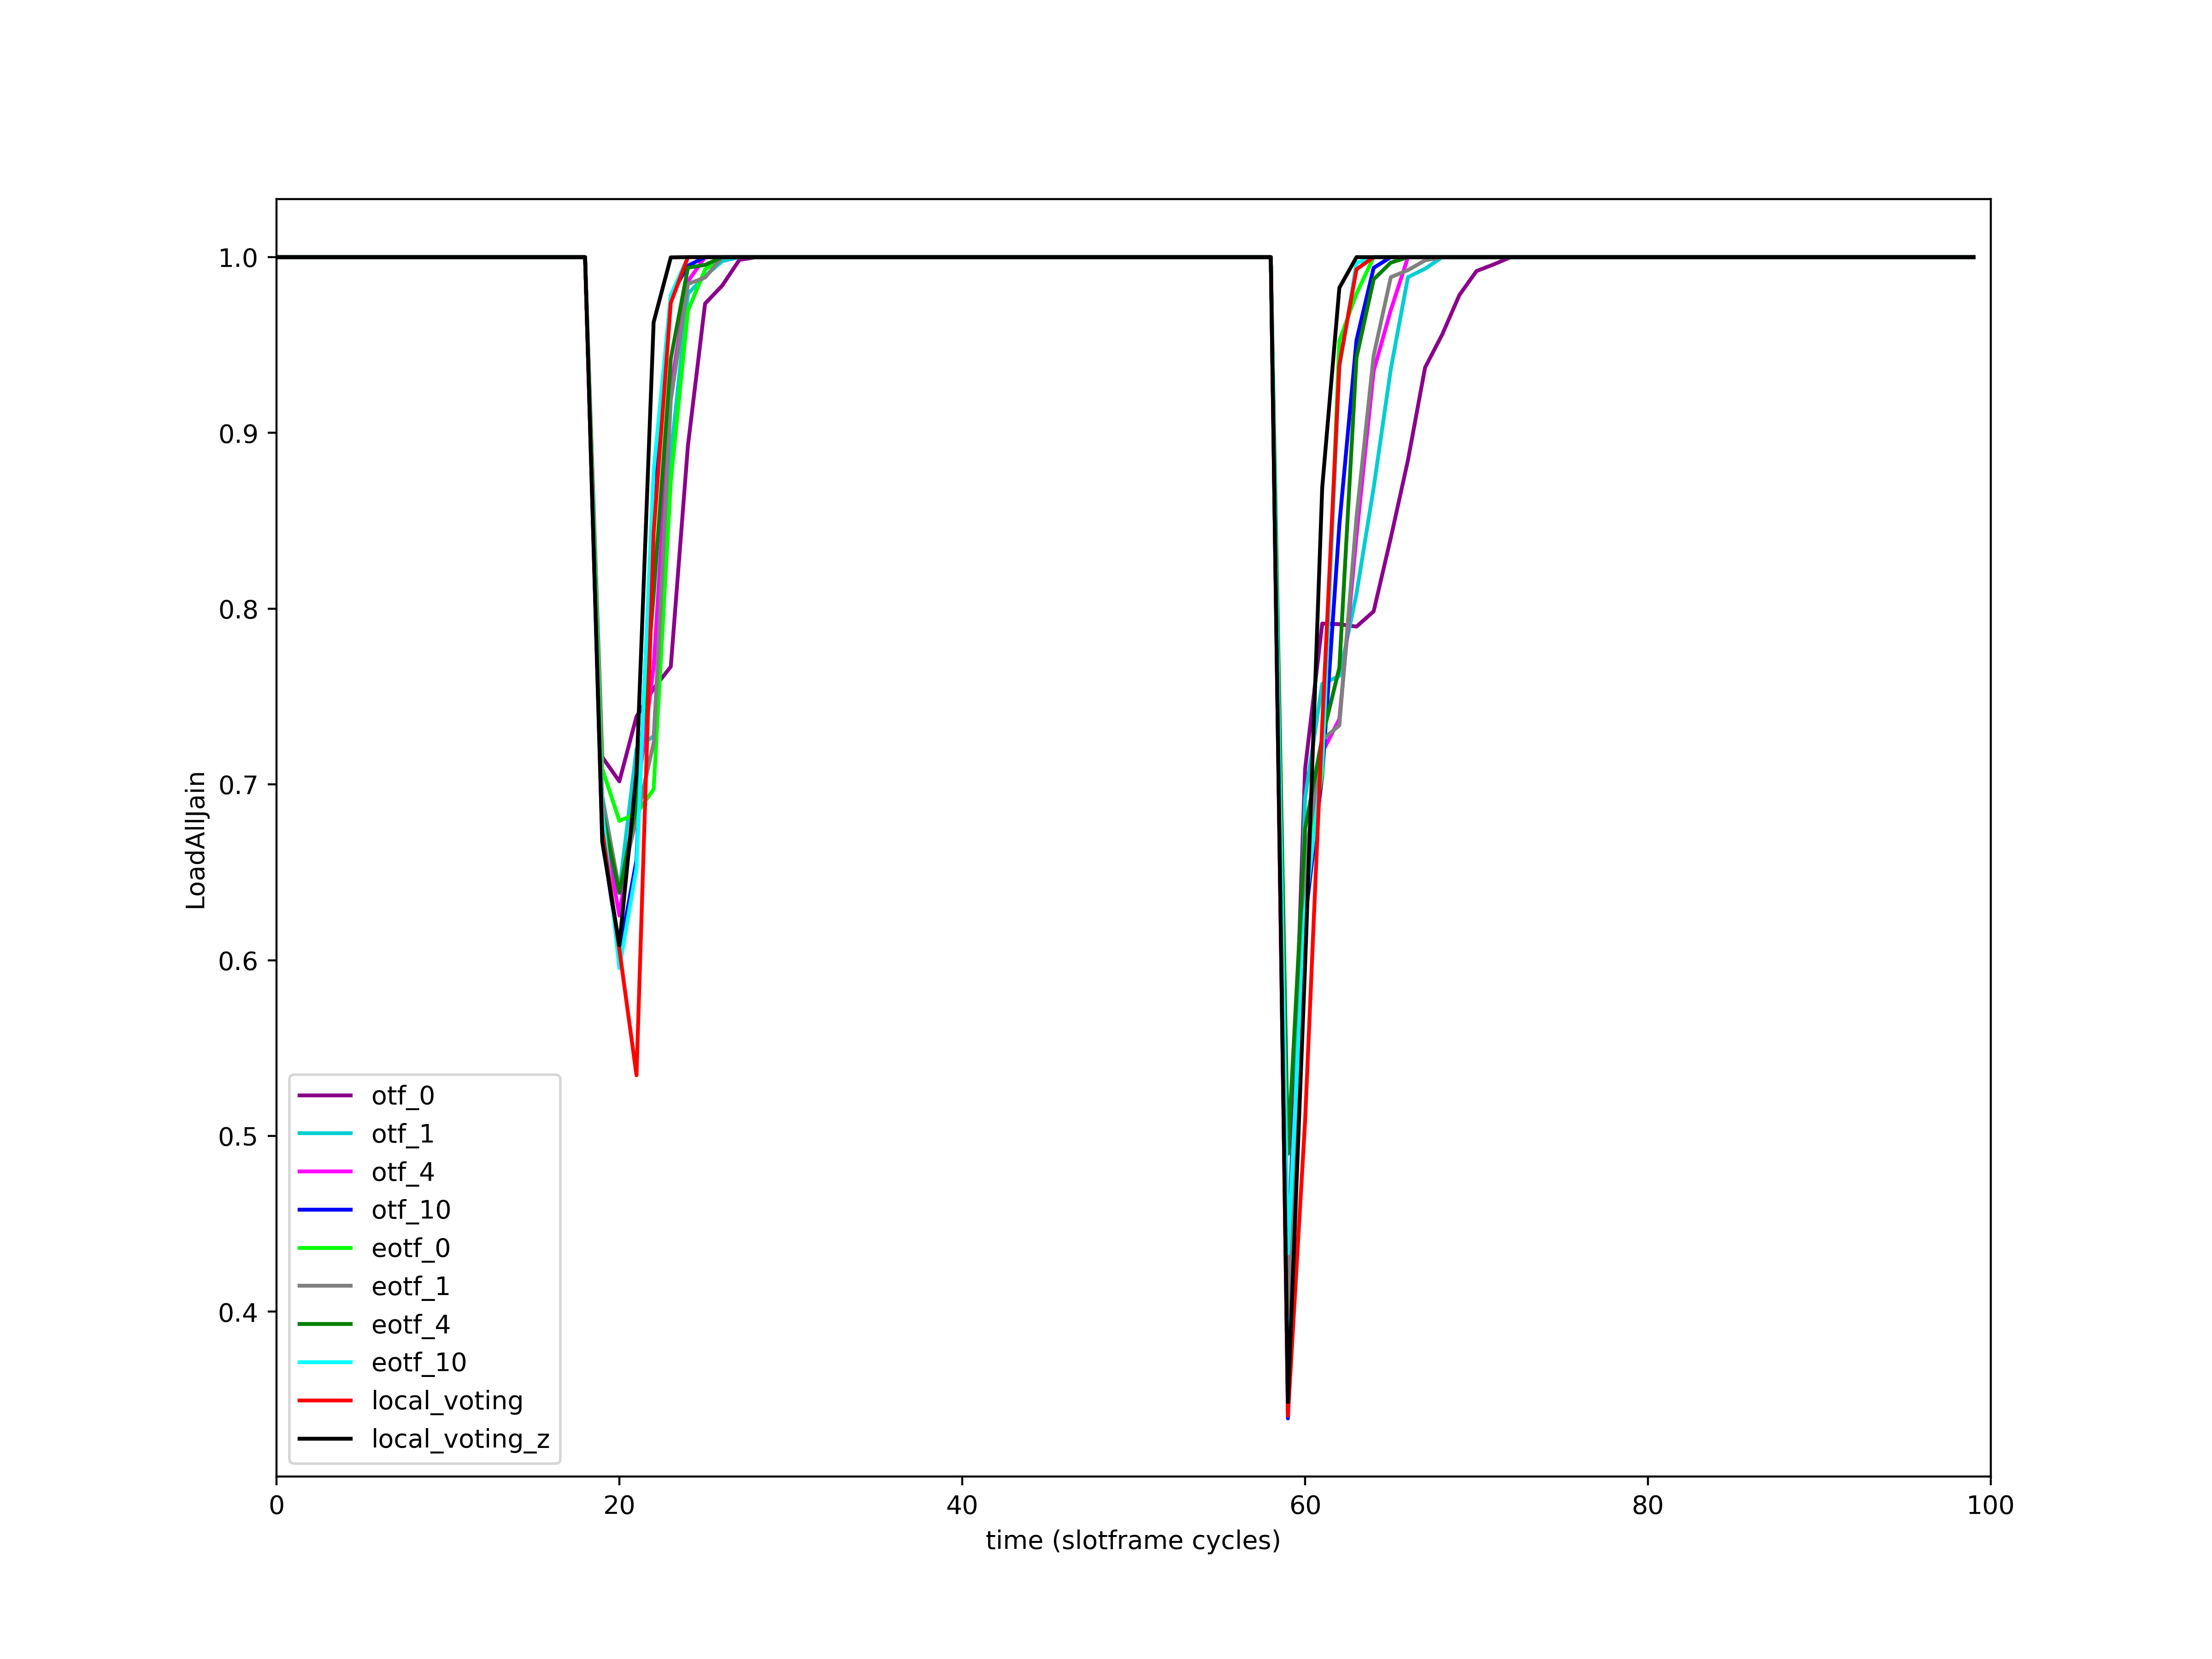 1.0
0.9
0.8
0.7
0.6
0.5
0.4
LoadAllJain
otf_0
otf_1
otf_4
otf_10
eotf_0
eotf_1
eotf_4
eotf_10
local_voting
local_voting_z
0 20 40 60 80 100
time (slotframe cycles)